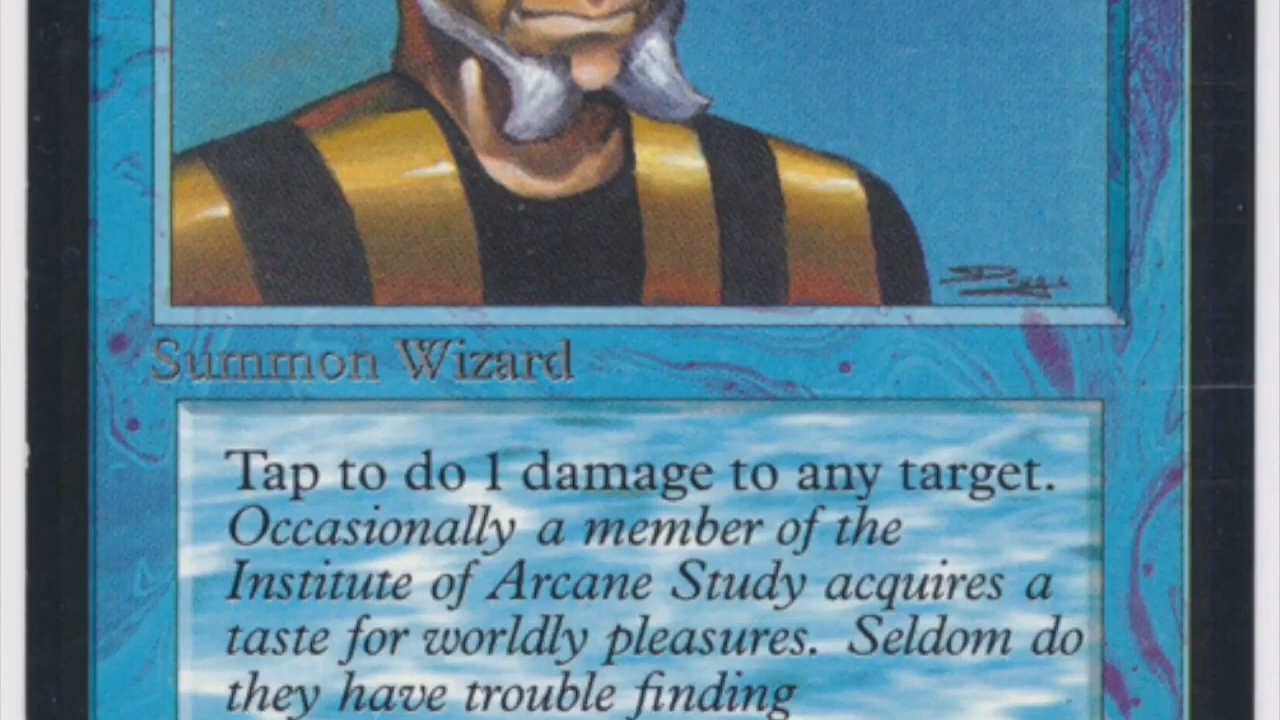 Summon Wizard
Tap to do 1 damage to any target.
Occasionally a member of the
Institute of Arcane Study acquires a
taste for worldly pleasures. Seldom do
they have trouble finding